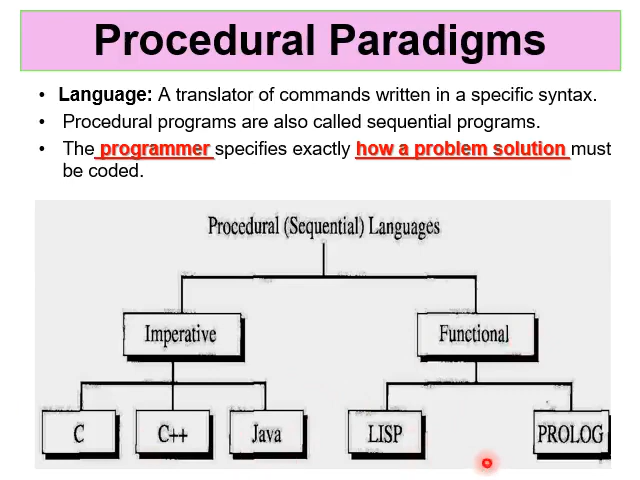 Procedural Paradigms
• Language: A translator of commands written in a specific syntax.
• Procedural programs are also called sequential programs.
• The programmer specifies exactly how a problem solution must
be coded.
Procedural (Sequential) Languages
Imperative
Functional
C
C++
Java
LISP
PROLOG